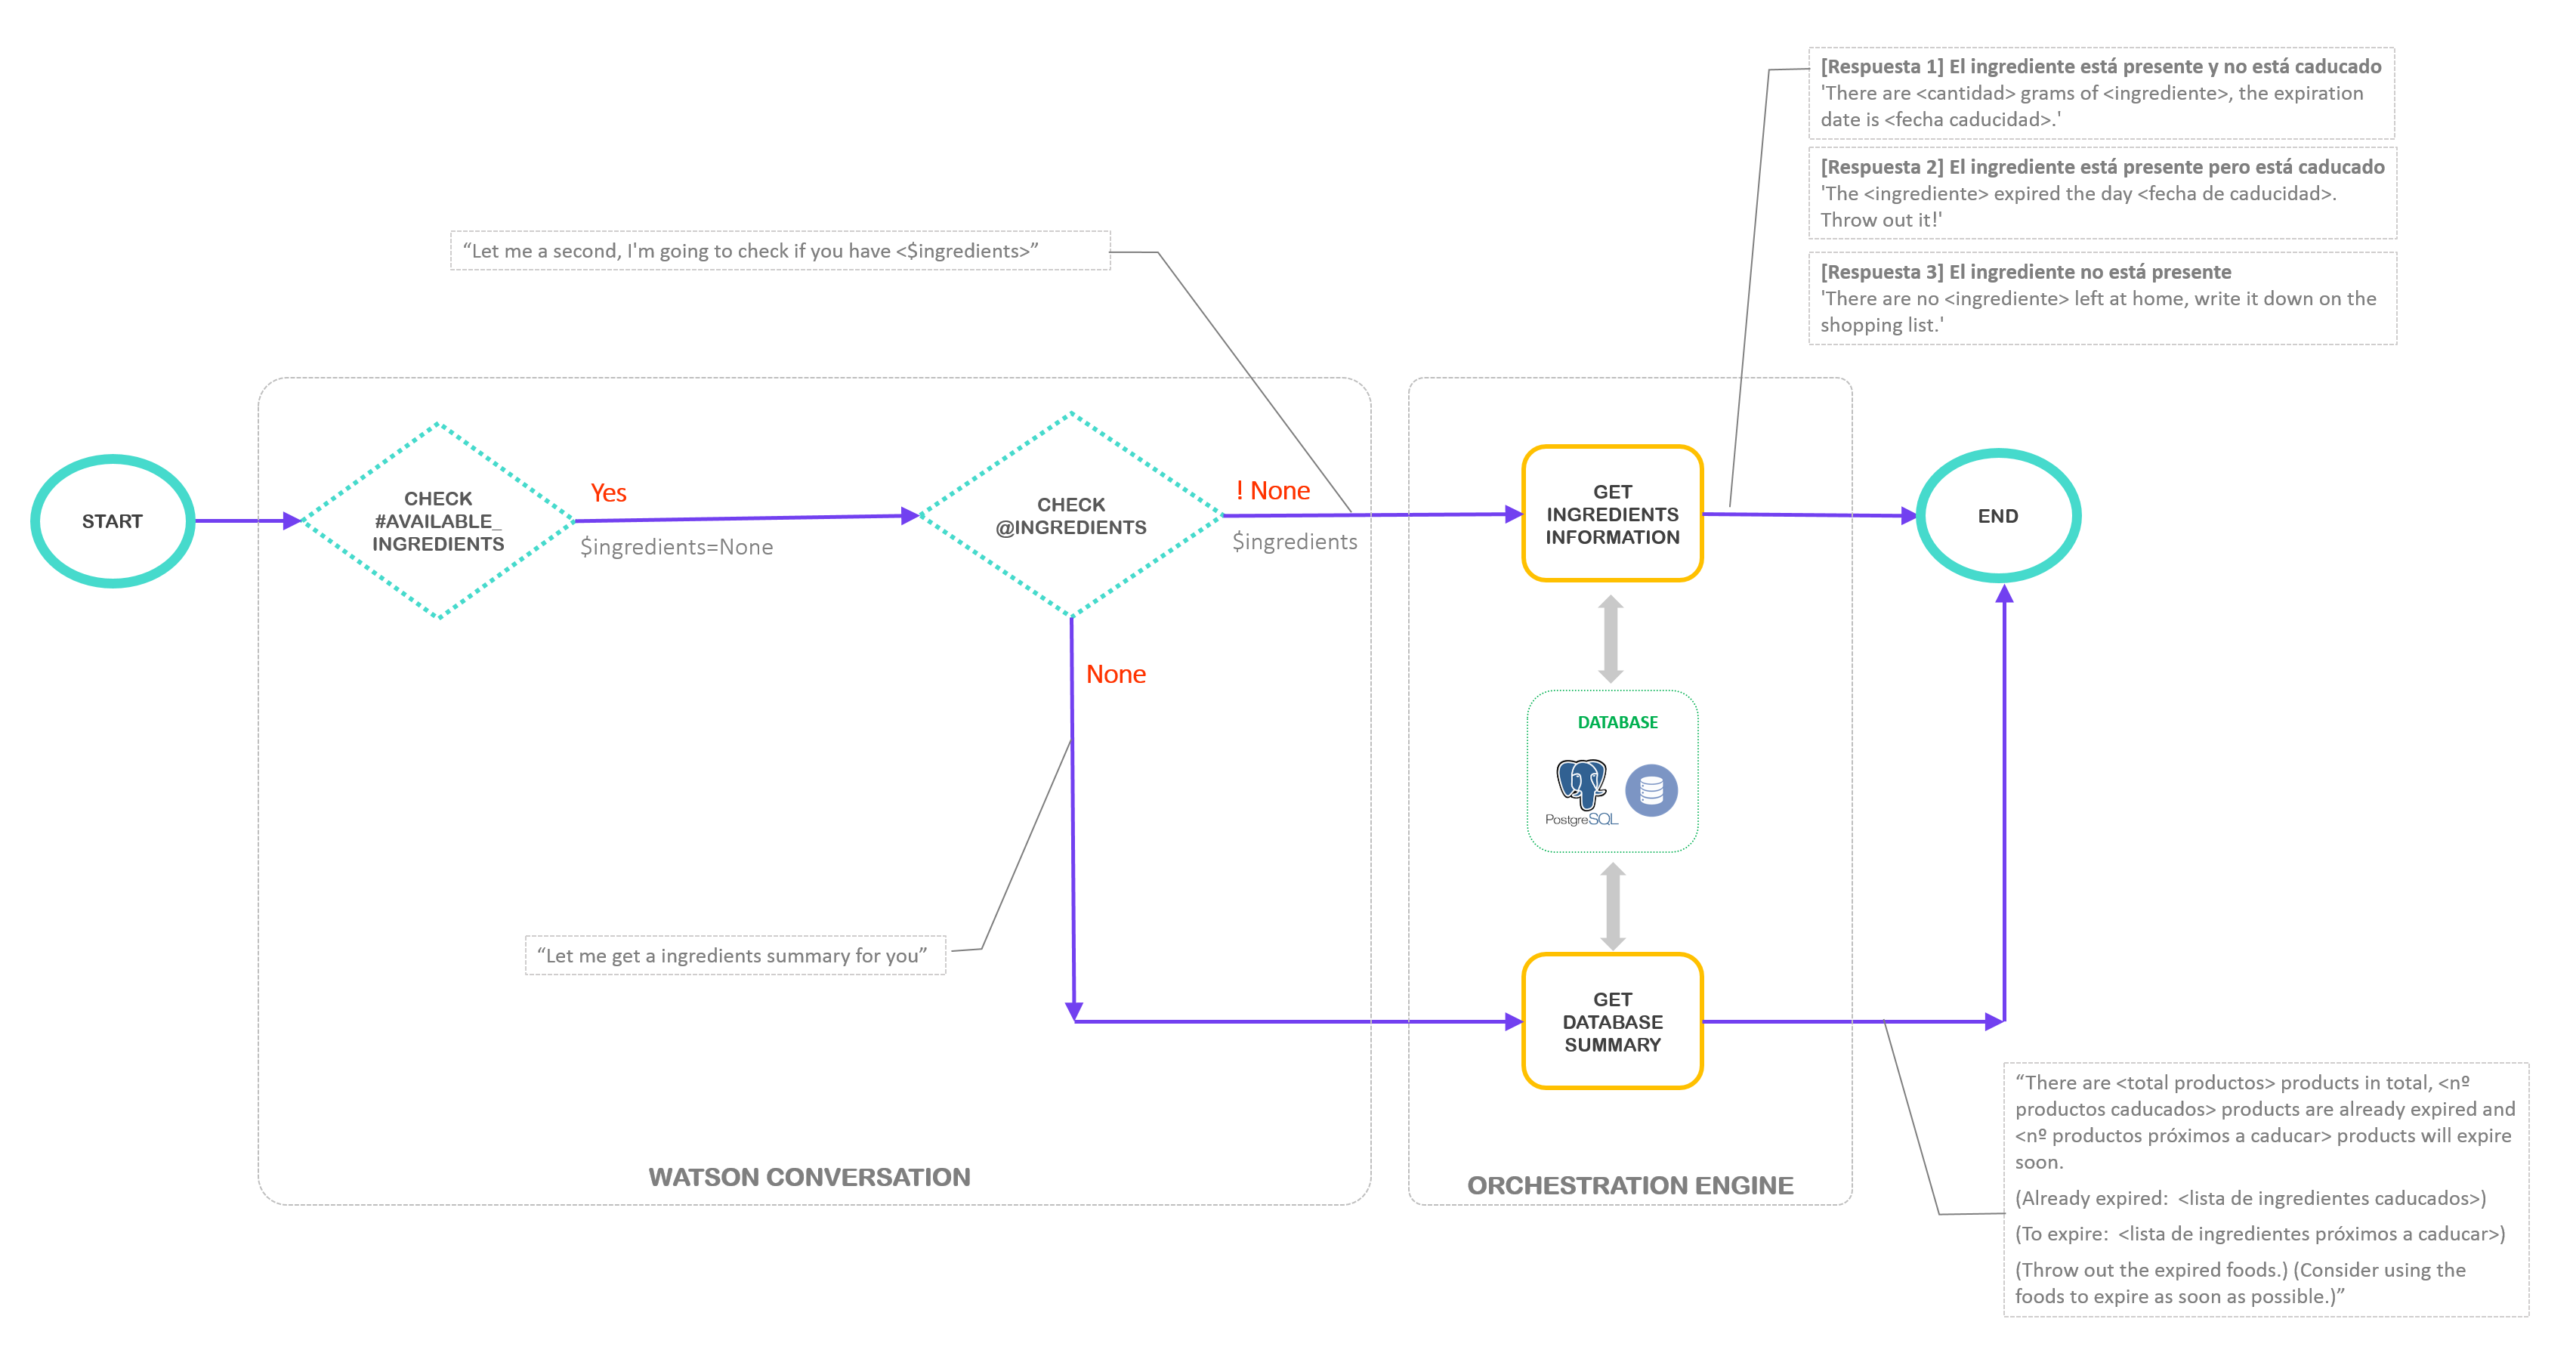 [Respuesta 1] El ingrediente está presente y no está caducado
'There are <cantidad> grams of <ingrediente>, the expiration
date is <fecha caducidad>.'
[Respuesta 2] El ingrediente está presente pero está caducado
'The <ingrediente> expired the day <fecha de caducidad>.
Throw out it!'
[Respuesta 3] El ingrediente no está presente
'There are no <ingrediente> left at home, write it down on the
shopping list.'
“Let me a second, I'm going to check if you have <$ingredients>”
START
CHECK
#AVAILABLE_
INGREDIENTS
Yes
$ingredients=None
CHECK
@INGREDIENTS
! None
$ingredients
GET
INGREDIENTS
INFORMATION
END
None
DATABASE
PostgreSQL
“Let me get a ingredients summary for you”
GET
DATABASE
SUMMARY
“There are <total productos> products in total, <nº
productos caducados> products are already expired and
<nº productos próximos a caducar> products will expire
soon.
(Already expired:  <lista de ingredientes caducados>)
(To expire:  <lista de ingredientes próximos a caducar>)
(Throw out the expired foods.) (Consider using the
foods to expire as soon as possible.)”
WATSON CONVERSATION
ORCHESTRATION ENGINE